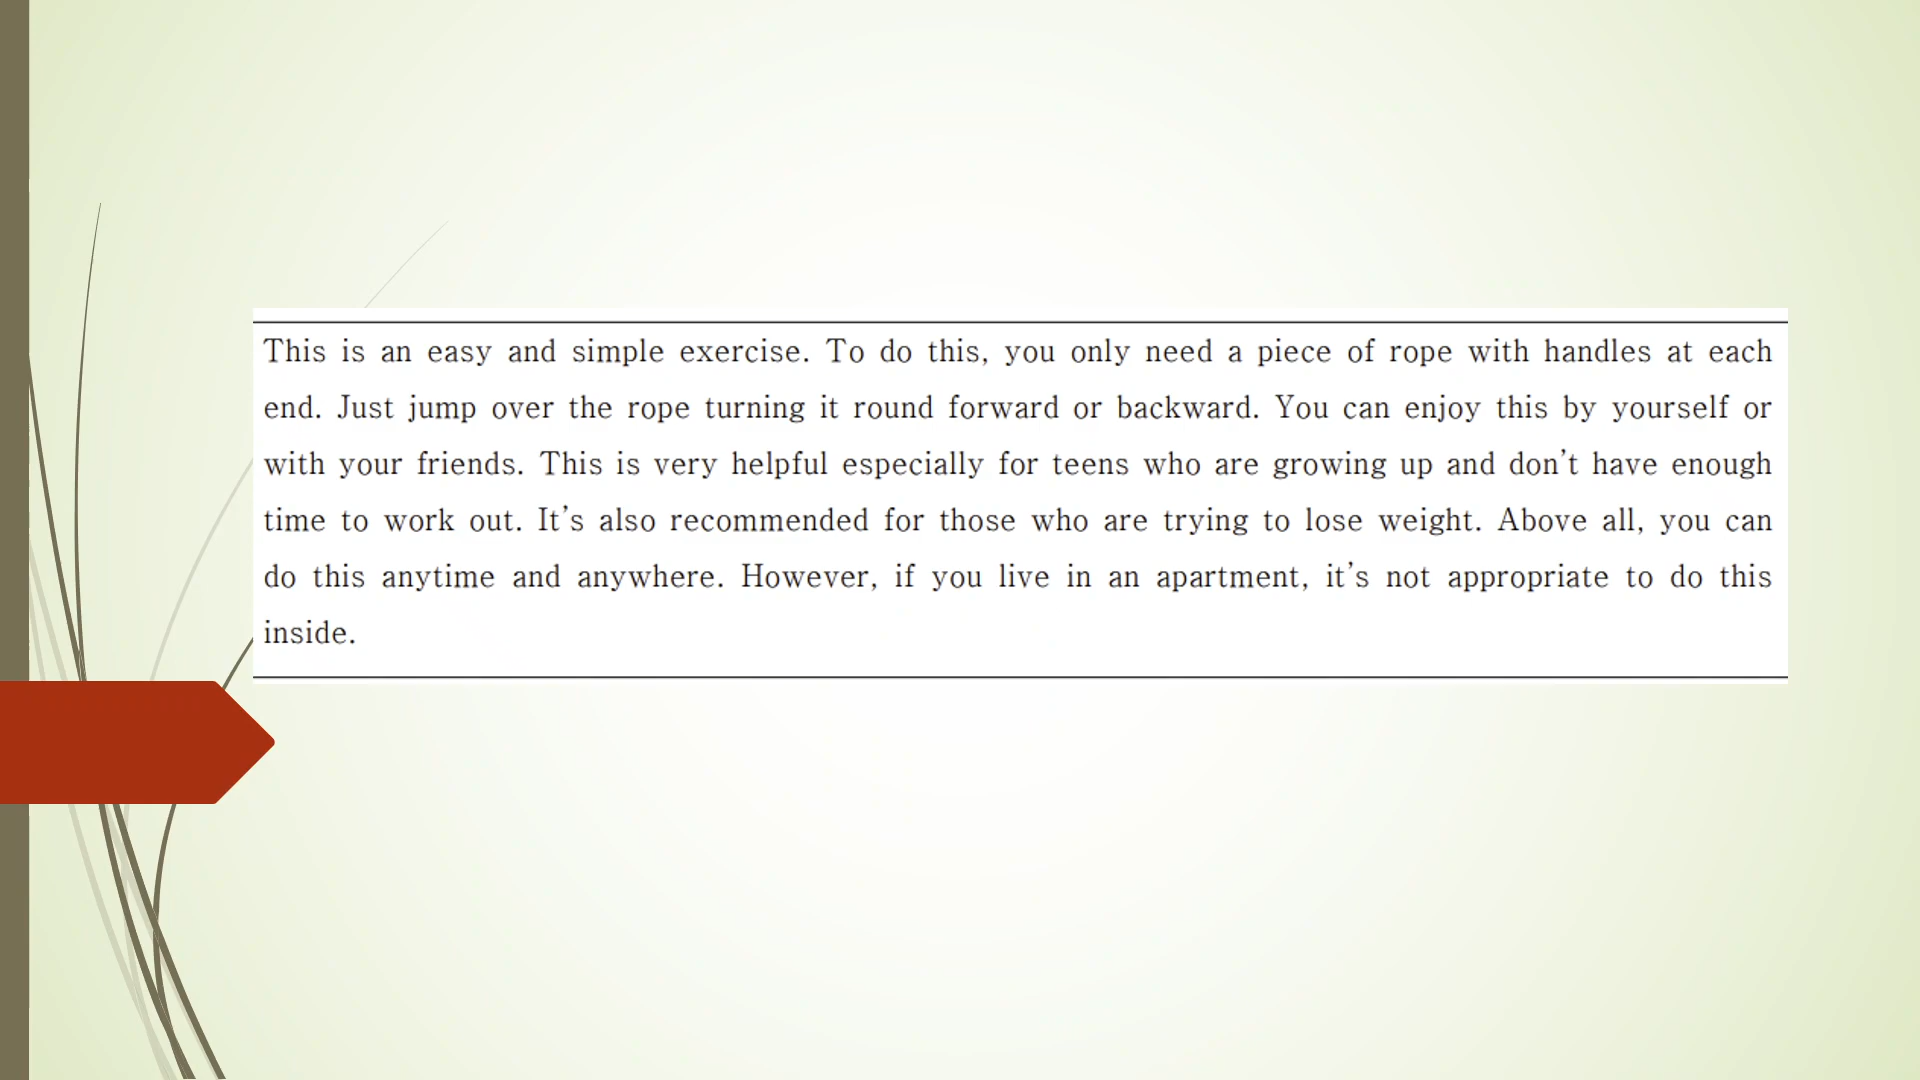 This is an easy and simple exercise. To do this, you only need a piece of rope with handles at each
end. Just jump over the rope turning it round forward or backward. You can enjoy this by yourself or
with your friends. This is very helpful especially for teens who are growing up and don't have enough
time to work out. It's also recommended for those who are trying to lose weight. Above all, you can
do this anytime and anywhere. However, if you live in an apartment, it's not appropriate to do this
inside.